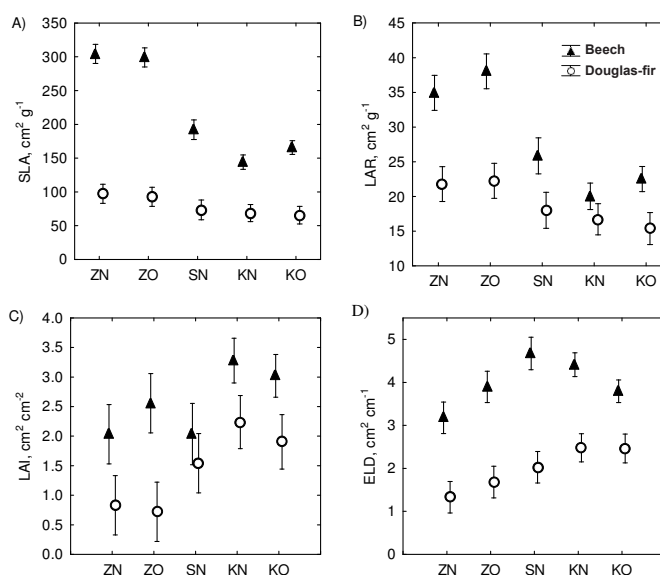 A)
SLA, cm² g⁻¹
350
300
250
200
150
100
50
0
ZN ZO SN KN KO
B)
LAR, cm² g⁻¹
45
40
35
30
25
20
15
10
Beech
Douglas-fir
ZN ZO SN KN KO
C)
LAI, cm² cm⁻²
4.0
3.5
3.0
2.5
2.0
1.5
1.0
0.5
0.0
ZN ZO SN KN KO
D)
ELD, cm² cm⁻¹
6
5
4
3
2
1
0
ZN ZO SN KN KO